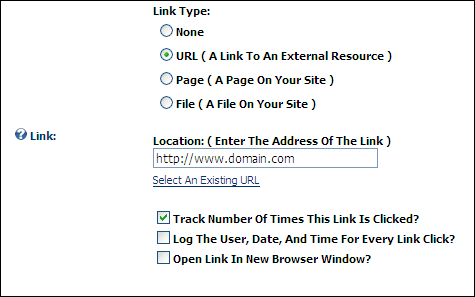 Link Type:
None
URL ( A Link To An External Resource )
Page ( A Page On Your Site )
File ( A File On Your Site )
Link:
Location: ( Enter The Address Of The Link )
http://www.domain.com
Select An Existing URL
Track Number Of Times This Link Is Clicked?
Log The User, Date, And Time For Every Link Click?
Open Link In New Browser Window?